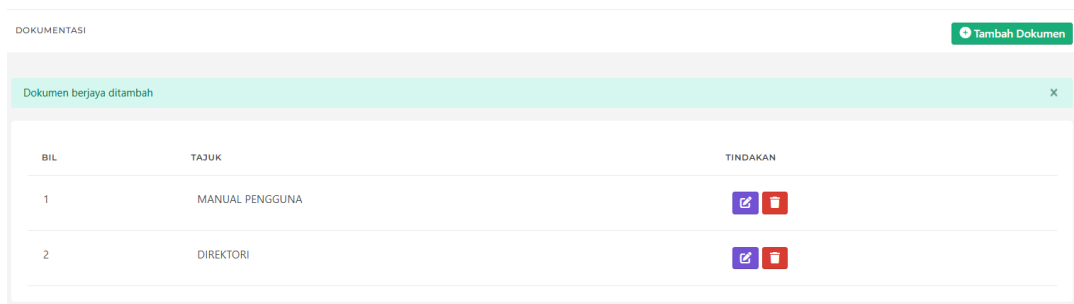 DOKUMENTASI
Tambah Dokumen
Dokumen berjaya ditambah
BIL TAJUK TINDAKAN
1 MANUAL PENGGUNA
2 DIREKTORI